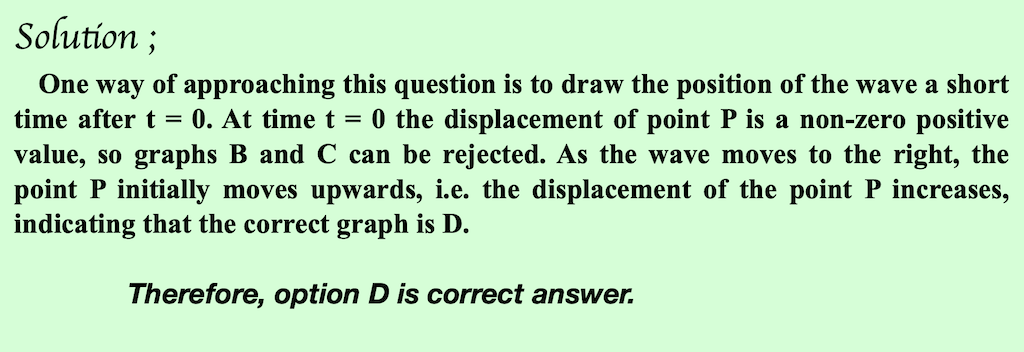 Solution ;
One way of approaching this question is to draw the position of the wave a short
time after t = 0. At time t = 0 the displacement of point P is a non-zero positive
value, so graphs B and C can be rejected. As the wave moves to the right, the
point P initially moves upwards, i.e. the displacement of the point P increases,
indicating that the correct graph is D.
Therefore, option D is correct answer.